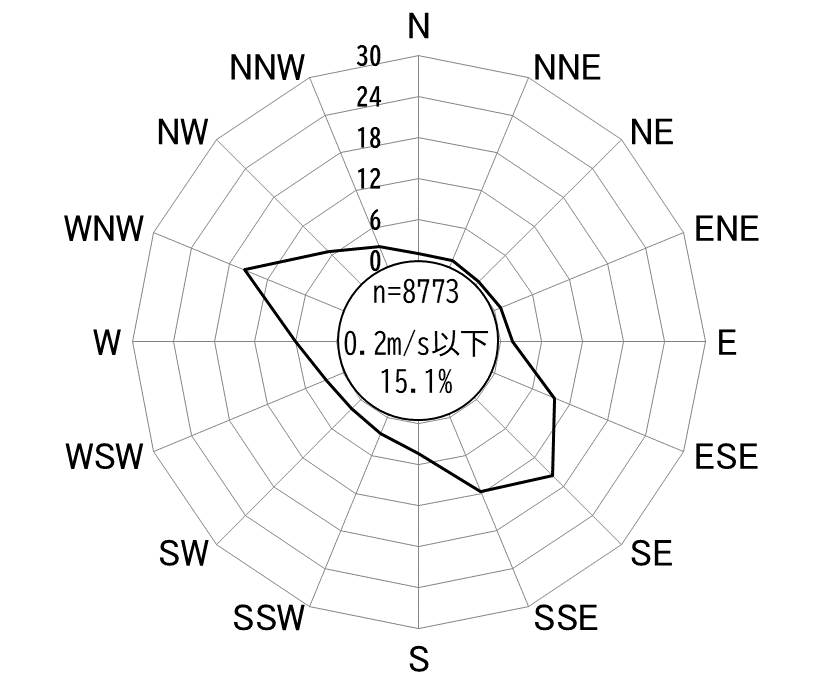 N
NNW
30
NNE
24
NW
18
NE
12
WNW
6
ENE
0
n=8773
W
0.2m/s以下
E
15.1%
WSW
ESE
SW
SE
SSW
SSE
S